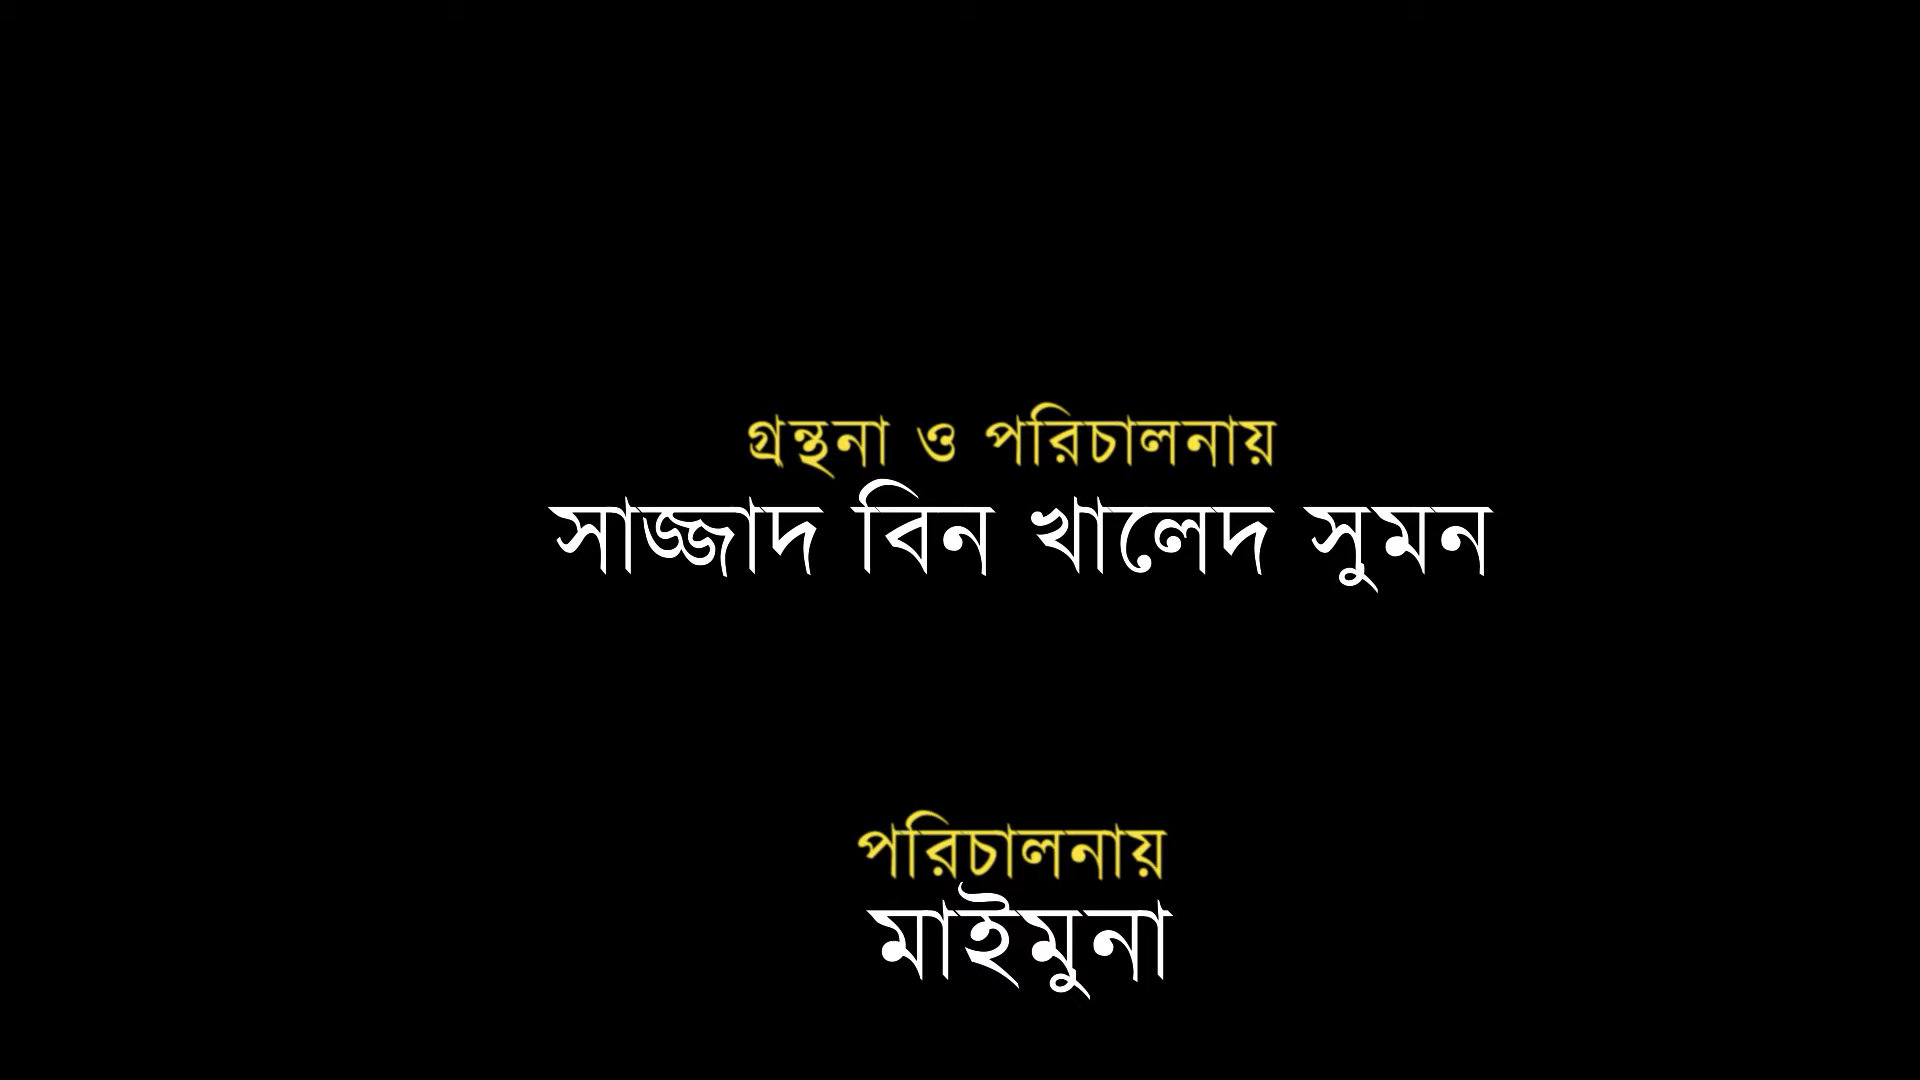 গ্রন্থনা ও পরিচালনায়
সাজ্জাদ বিন খালেদ সুমন
পরিচালনায়
মাইমুনা